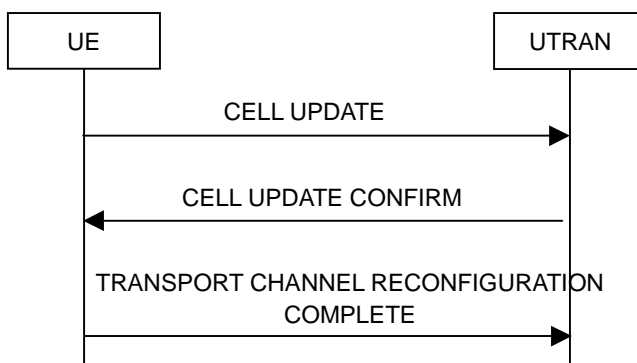 UE
UTRAN
CELL UPDATE
CELL UPDATE CONFIRM
TRANSPORT CHANNEL RECONFIGURATION
COMPLETE